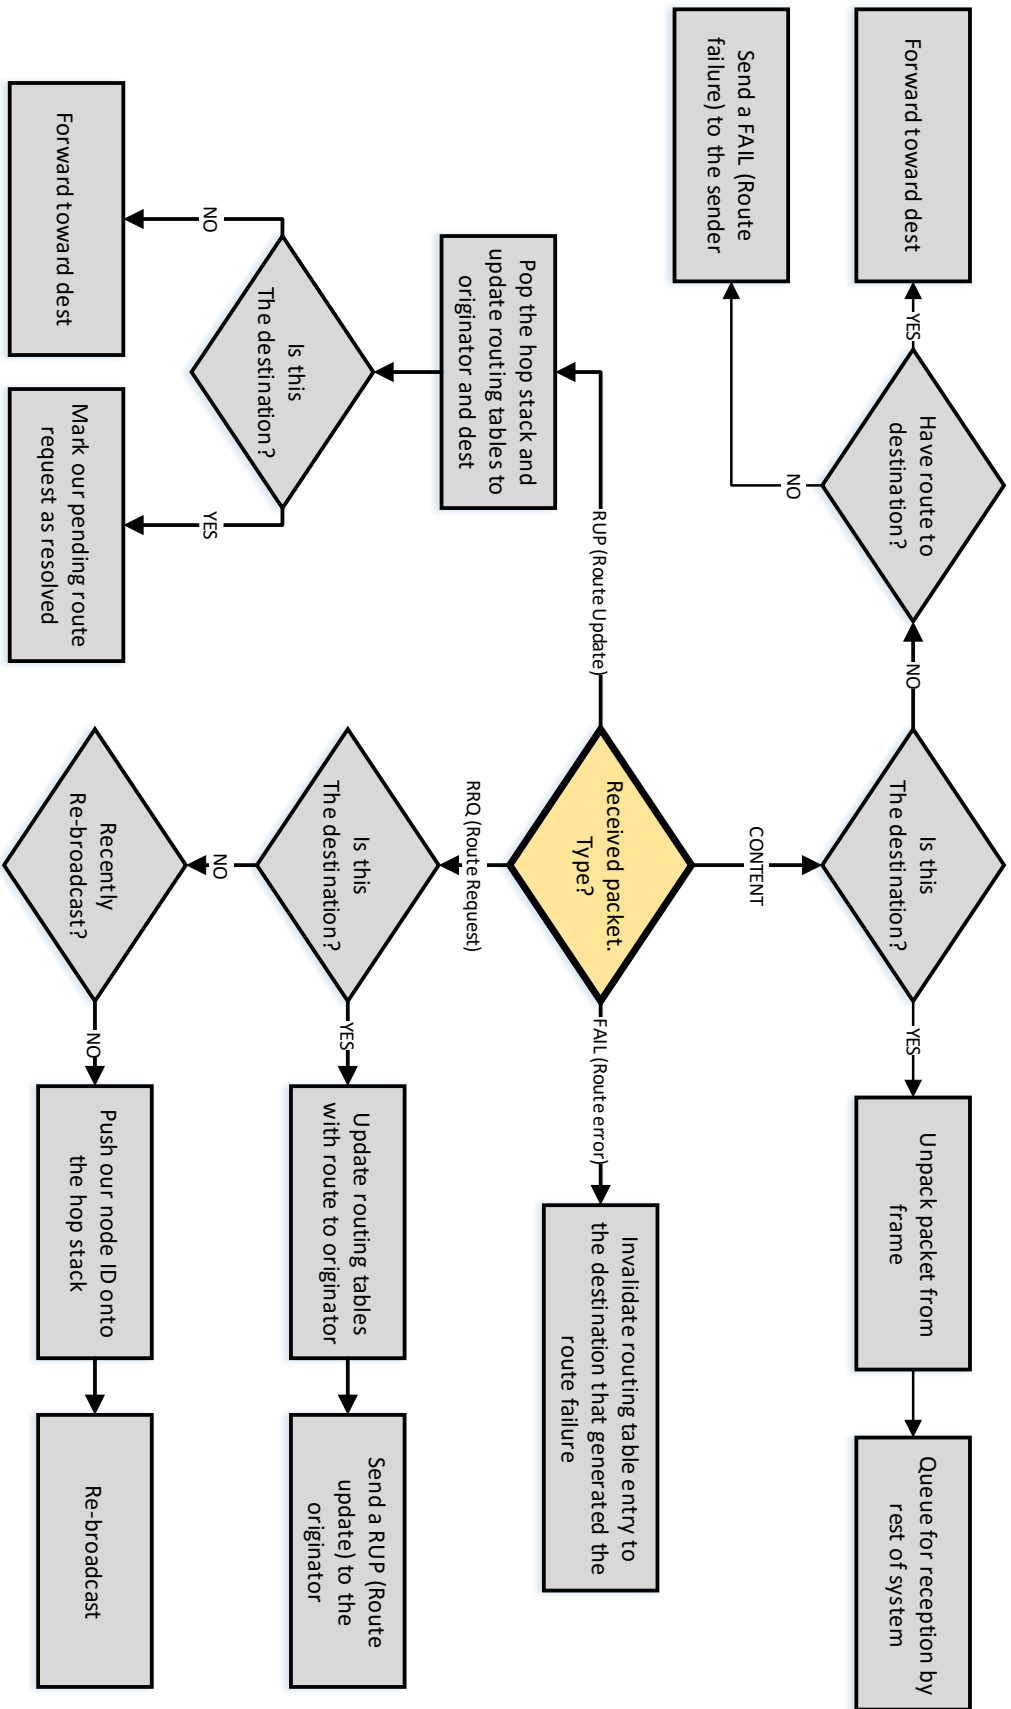 Forward toward dest
YES
Have route to
destination?
NO
Is this
The destination?
YES
Unpack packet from
frame
Queue for reception by
rest of system
NO
Send a FAIL (Route
failure) to the sender
CONTENT
RUP (Route Update)
Received packet.
Type?
FAIL (Route error)
Invalidate routing table entry to
the destination that generated the
route failure
Pop the hop stack and
update routing tables to
originator and dest
RRQ (Route Request)
Is this
The destination?
Is this
The destination?
YES
Update routing tables
with route to originator
Send a RUP (Route
update) to the
originator
NO
YES
NO
Forward toward dest
Mark our pending route
request as resolved
Recently
Re-broadcast?
NO
Push our node ID onto
the hop stack
Re-broadcast